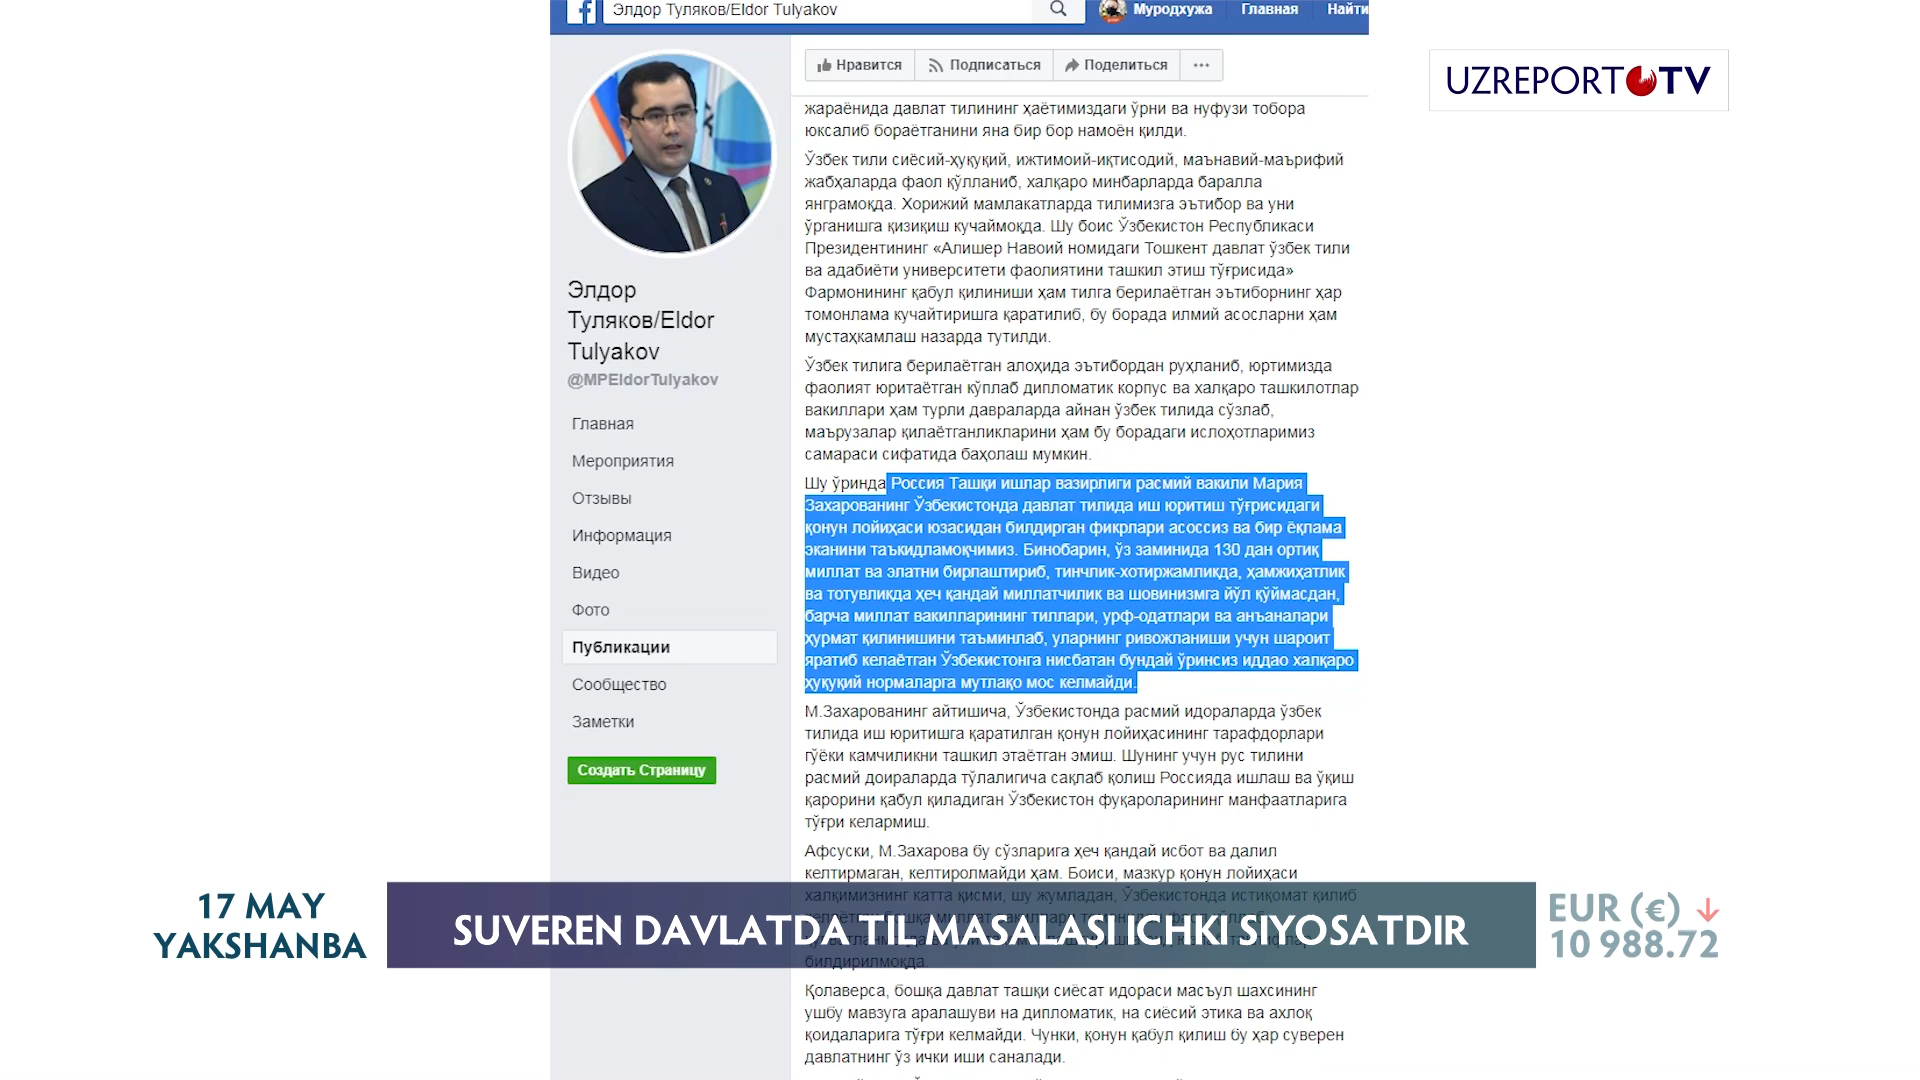 Элдор Туляков/Eldor Tulyakov
Муродхужа
Главная
Найти
UZREPORT TV
Нравится
Подписаться
Поделиться
жараёнида давлат тилининг ҳаётимиздаги ўрни ва нуфузи тобора
юксалиб бораётганини яна бир бор намоён қилди.
Ўзбек тили сиёсий-ҳуқуқий, ижтимоий-иқтисодий, маънавий-маърифий
жабҳаларда фаол қўлланиб, халқаро минбарларда баралла
янграмоқда. Хорижий мамлакатларда тилимизга эътибор ва уни
ўрганишга қизиқиш кучаймоқда. Шу боис Ўзбекистон Республикаси
Президентининг «Алишер Навоий номидаги Тошкент давлат ўзбек тили
ва адабиёти университети фаолиятини ташкил этиш тўғрисида»
Фармонининг қабул қилиниши ҳам тилга берилаётган эътиборнинг ҳар
томонлама кучайтиришга қаратилиб, бу борада илмий асосларни ҳам
мустаҳкамлаш назарда тутилди.
Ўзбек тилига берилаётган алоҳида эътибордан руҳланиб, юртимизда
фаолият юритаётган кўплаб дипломатик корпус ва халқаро ташкилотлар
вакиллари ҳам турли давраларда айнан ўзбек тилида сўзлаб,
маърузалар қилаётганликларини ҳам бу борадаги ислоҳотларимиз
самараси сифатида баҳолаш мумкин.
Шу ўринда Россия Ташқи ишлар вазирлиги расмий вакили Мария
Захарованинг Ўзбекистонда давлат тилида иш юритиш тўғрисидаги
қонун лойиҳаси юзасидан билдирган фикрлари асоссиз ва бир ёқлама
эканини таъкидламоқчимиз. Бинобарин, ўз заминида 130 дан ортиқ
миллат ва элатни бирлаштириб, тинчлик-хотиржамликда, ҳамжиҳатлик
ва тотувликда ҳеч қандай миллатчилик ва шовинизмга йўл қўймасдан,
барча миллат вакилларининг тиллари, урф-одатлари ва анъаналари
ҳурмат қилинишини таъминлаб, уларнинг ривожланиши учун шароит
яратиб келаётган Ўзбекистонга нисбатан бундай ўринсиз иддао халқаро
ҳуқуқий нормаларга мутлақо мос келмайди.
М.Захарованинг айтишича, Ўзбекистонда расмий идораларда ўзбек
тилида иш юритишга қаратилган қонун лойиҳасининг тарафдорлари
гўёки камчиликни ташкил этаётган эмиш. Шунинг учун рус тилини
расмий доираларда тўлалигича сақлаб қолиш Россияда ишлаш ва ўқиш
қарорини қабул қиладиган Ўзбекистон фуқароларининг манфаатларига
тўғри келармиш.
Афсуски, М.Захарова бу сўзларига ҳеч қандай исбот ва далил
келтирмаган, келтиролмайди ҳам. Боиси, мазкур қонун лойиҳаси
халқимизнинг катта қисми, шу жумладан, Ўзбекистонда истиқомат қилиб
билдирилмоқда.
Қолаверса, бошқа давлат ташқи сиёсат идораси масъул шахсининг
ушбу мавзуга аралашуви на дипломатик, на сиёсий этика ва ахлоқ
қоидаларига тўғри келмайди. Чунки, қонун қабул қилиш бу ҳар суверен
давлатнинг ўз ички иши саналади.
Элдор
Туляков/Eldor
Tulyakov
@MPEldorTulyakov
Главная
Мероприятия
Отзывы
Информация
Видео
Фото
Публикации
Сообщество
Заметки
Создать Страницу
17 MAY
YAKSHANBA
SUVEREN DAVLATDA TIL MASALASI ICHKI SIYOSATDIR
EUR (€)
10 988.72